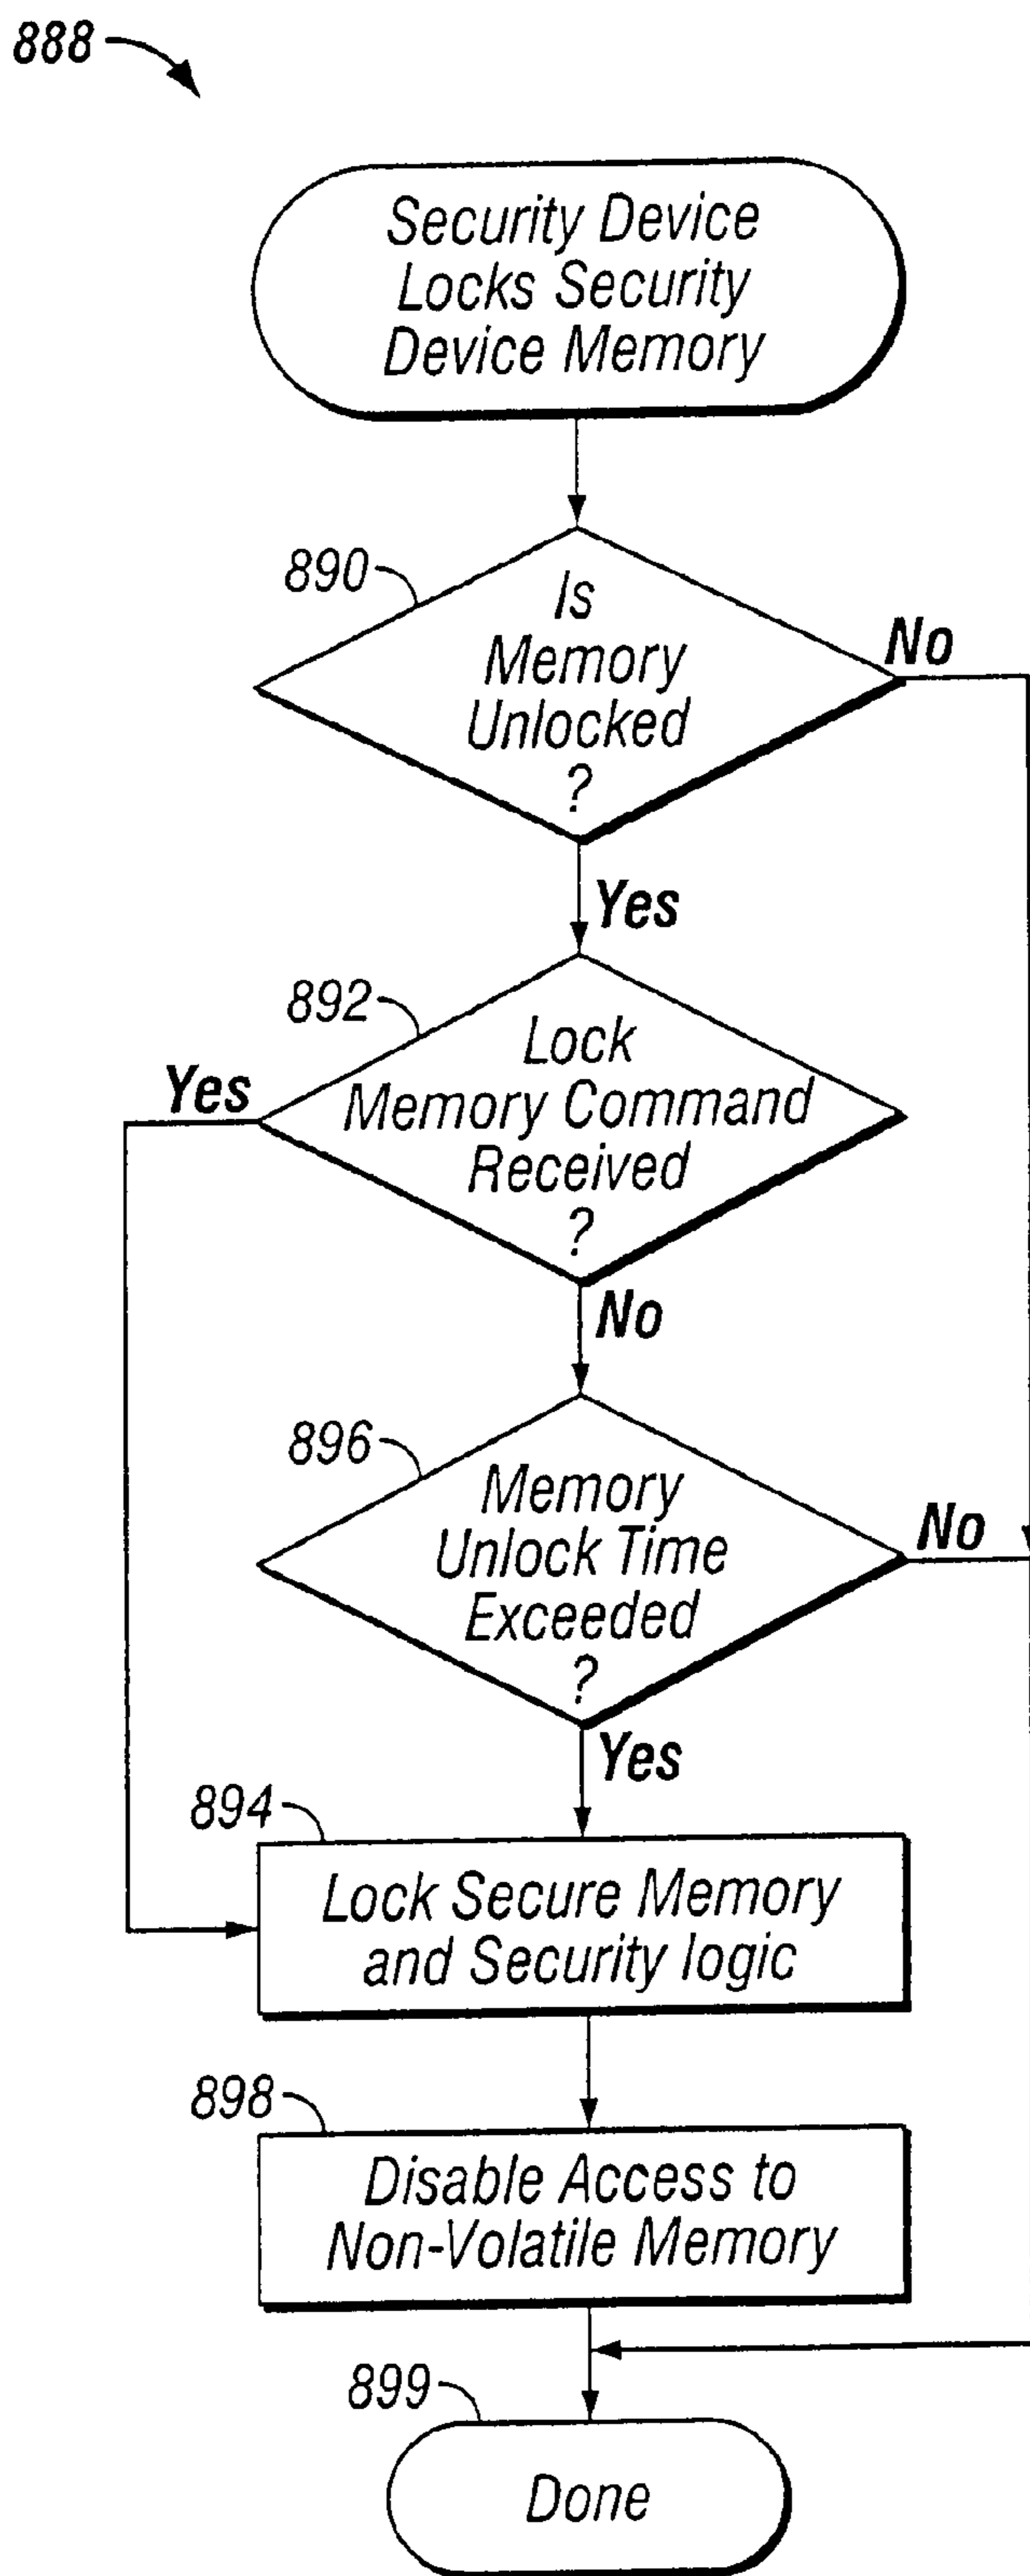 888
Security Device
Locks Security
Device Memory
890
Is
Memory
Unlocked
?
No
Yes
892
Lock
Memory Command
Received
?
Yes
No
896
Memory
Unlock Time
Exceeded
?
No
Yes
894
Lock Secure Memory
and Security logic
898
Disable Access to
Non-Volatile Memory
899
Done